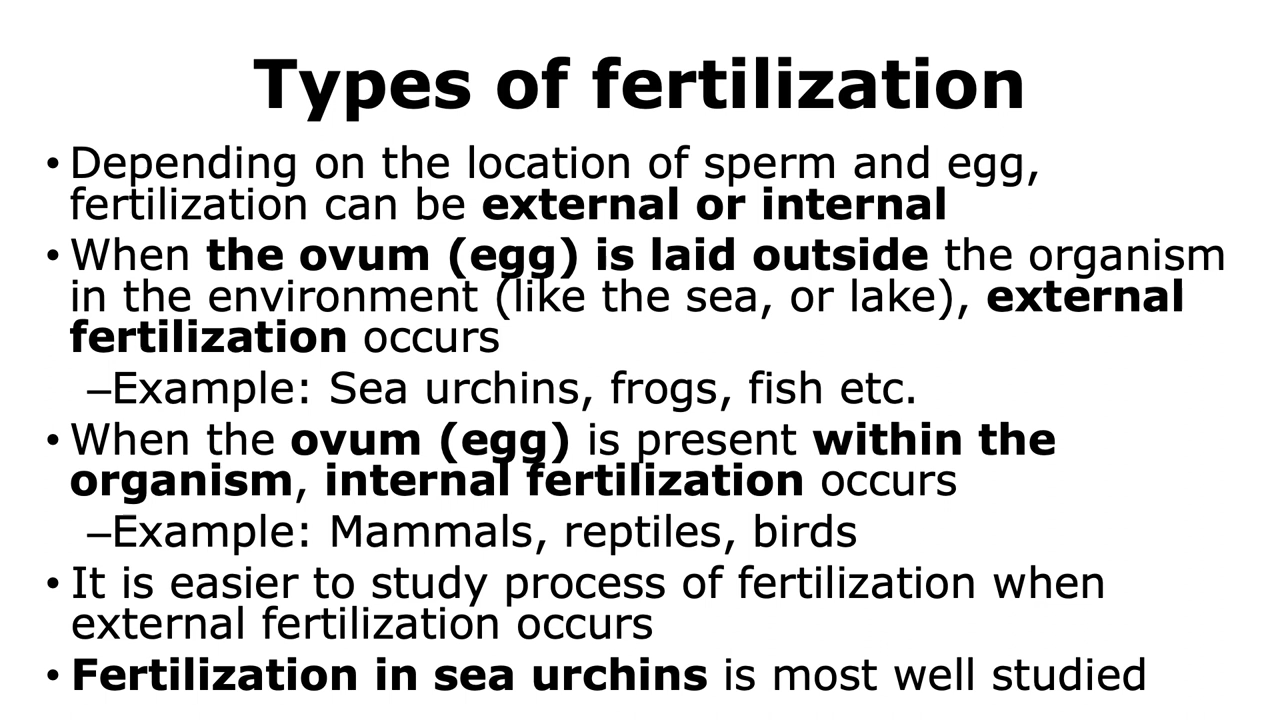 Types of fertilization
• Depending on the location of sperm and egg,
fertilization can be external or internal
• When the ovum (egg) is laid outside the organism
in the environment (like the sea, or lake), external
fertilization occurs
–Example: Sea urchins, frogs, fish etc.
• When the ovum (egg) is present within the
organism, internal fertilization occurs
–Example: Mammals, reptiles, birds
• It is easier to study process of fertilization when
external fertilization occurs
• Fertilization in sea urchins is most well studied